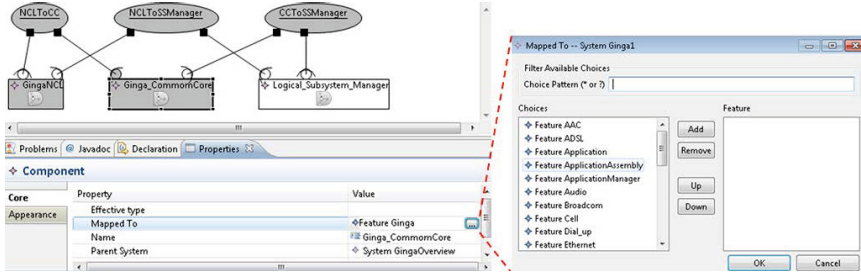 NCLToCC
NCLToSSManager
CCToSSManager
GingaNCL
Ginga_CommomCore
Logical_Subsystem_Manager
Problems @ Javadoc Declaration Properties
Component
Core
Appearance
Property Value
Effective type
Mapped To Feature Ginga ...
Name Ginga_CommomCore
Parent System System GingaOverview
Mapped To -- System Ginga1
Filter Available Choices
Choice Pattern (* or ?)
Choices
Feature
Feature AAC
Feature ADSL
Feature Application
Feature ApplicationAssembly
Feature ApplicationManager
Feature Audio
Feature Broadcom
Feature Cell
Feature Dial_up
Feature Ethernet
Add
Remove
Up
Down
OK
Cancel